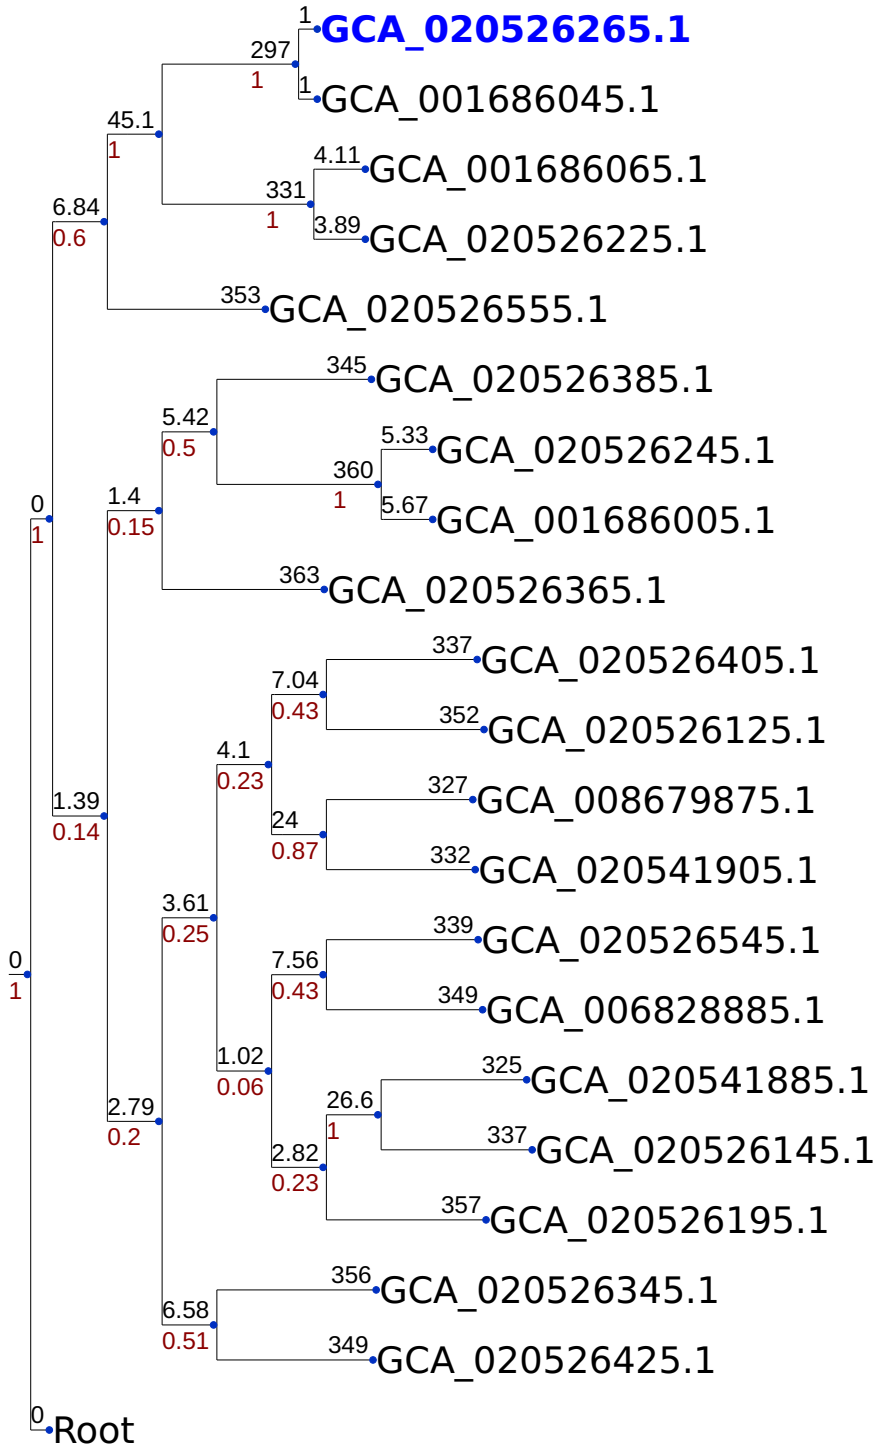 1
GCA_020526265.1
297
1
1
GCA_001686045.1
45.1
1
4.11
GCA_001686065.1
331
1
3.89
GCA_020526225.1
6.84
0.6
353
GCA_020526555.1
345
GCA_020526385.1
5.42
0.5
5.33
GCA_020526245.1
360
1
5.67
GCA_001686005.1
0
1
1.4
0.15
363
GCA_020526365.1
337
GCA_020526405.1
7.04
0.43
352
GCA_020526125.1
4.1
0.23
327
GCA_008679875.1
24
0.87
332
GCA_020541905.1
1.39
0.14
3.61
0.25
339
GCA_020526545.1
7.56
0.43
349
GCA_006828885.1
0
1
1.02
0.06
325
GCA_020541885.1
26.6
1
337
GCA_020526145.1
2.79
0.2
2.82
0.23
357
GCA_020526195.1
356
GCA_020526345.1
6.58
0.51
349
GCA_020526425.1
0
Root